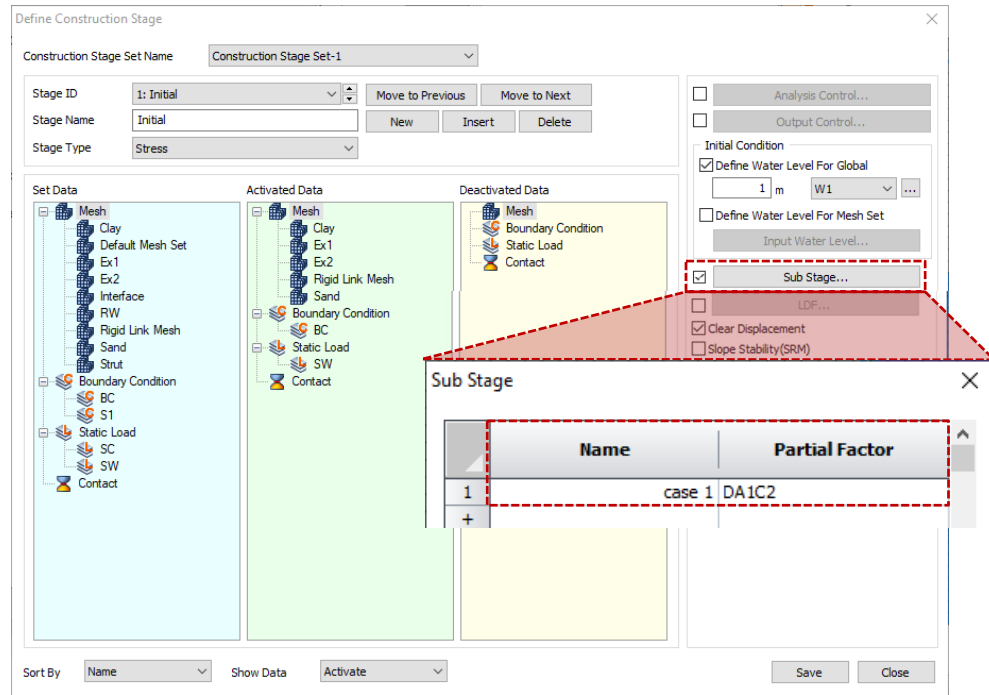 Define Construction Stage
Construction Stage Set Name Construction Stage Set-1
Stage ID 1: Initial Move to Previous Move to Next
Stage Name Initial New Insert Delete
Stage Type Stress
Analysis Control...
Output Control...
Initial Condition
Define Water Level For Global
1 m W1 ...
Define Water Level For Mesh Set
Input Water Level...
Sub Stage...
LDF...
Clear Displacement
Slope Stability(SRM)
Set Data
Mesh
Clay
Default Mesh Set
Ex1
Ex2
Interface
RW
Rigid Link Mesh
Sand
Strut
Boundary Condition
BC
S1
Static Load
SC
SW
Contact
Activated Data
Mesh
Clay
Ex1
Ex2
Rigid Link Mesh
Sand
Boundary Condition
BC
Static Load
SW
Contact
Deactivated Data
Mesh
Boundary Condition
Static Load
Contact
Sub Stage
Name Partial Factor
1 case 1 DA1C2
+
Sort By Name Show Data Activate Save Close